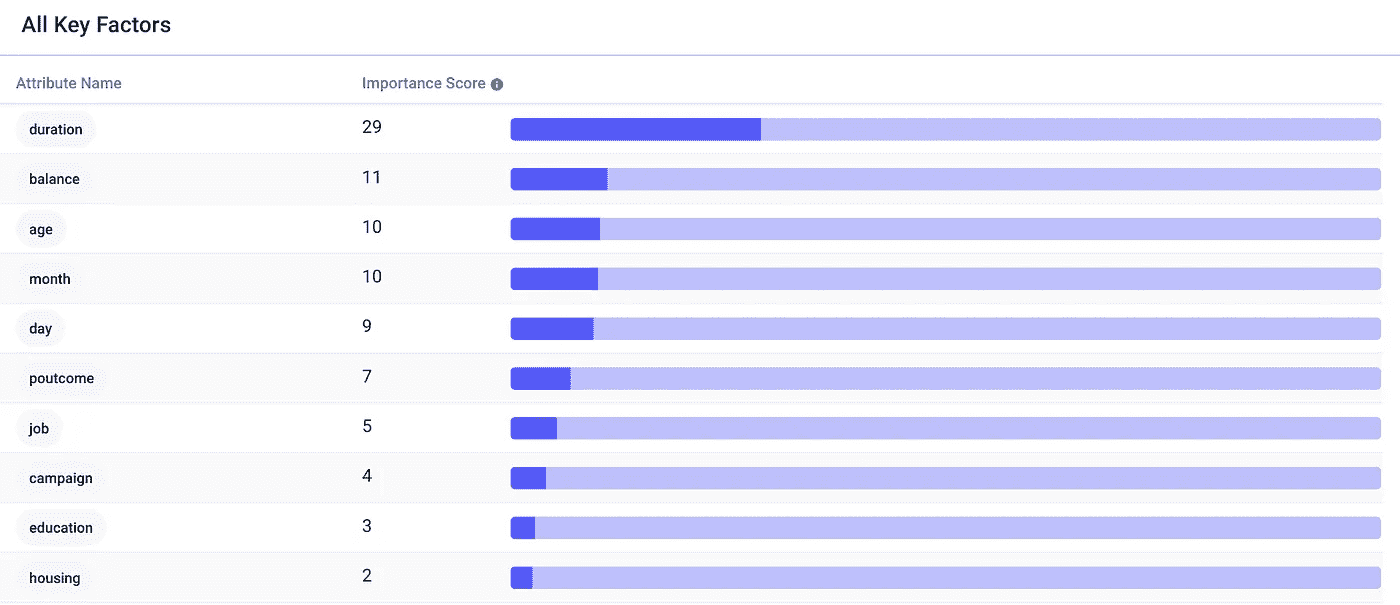 All Key Factors
Attribute Name Importance Score
duration 29
balance 11
age 10
month 10
day 9
poutcome 7
job 5
campaign 4
education 3
housing 2